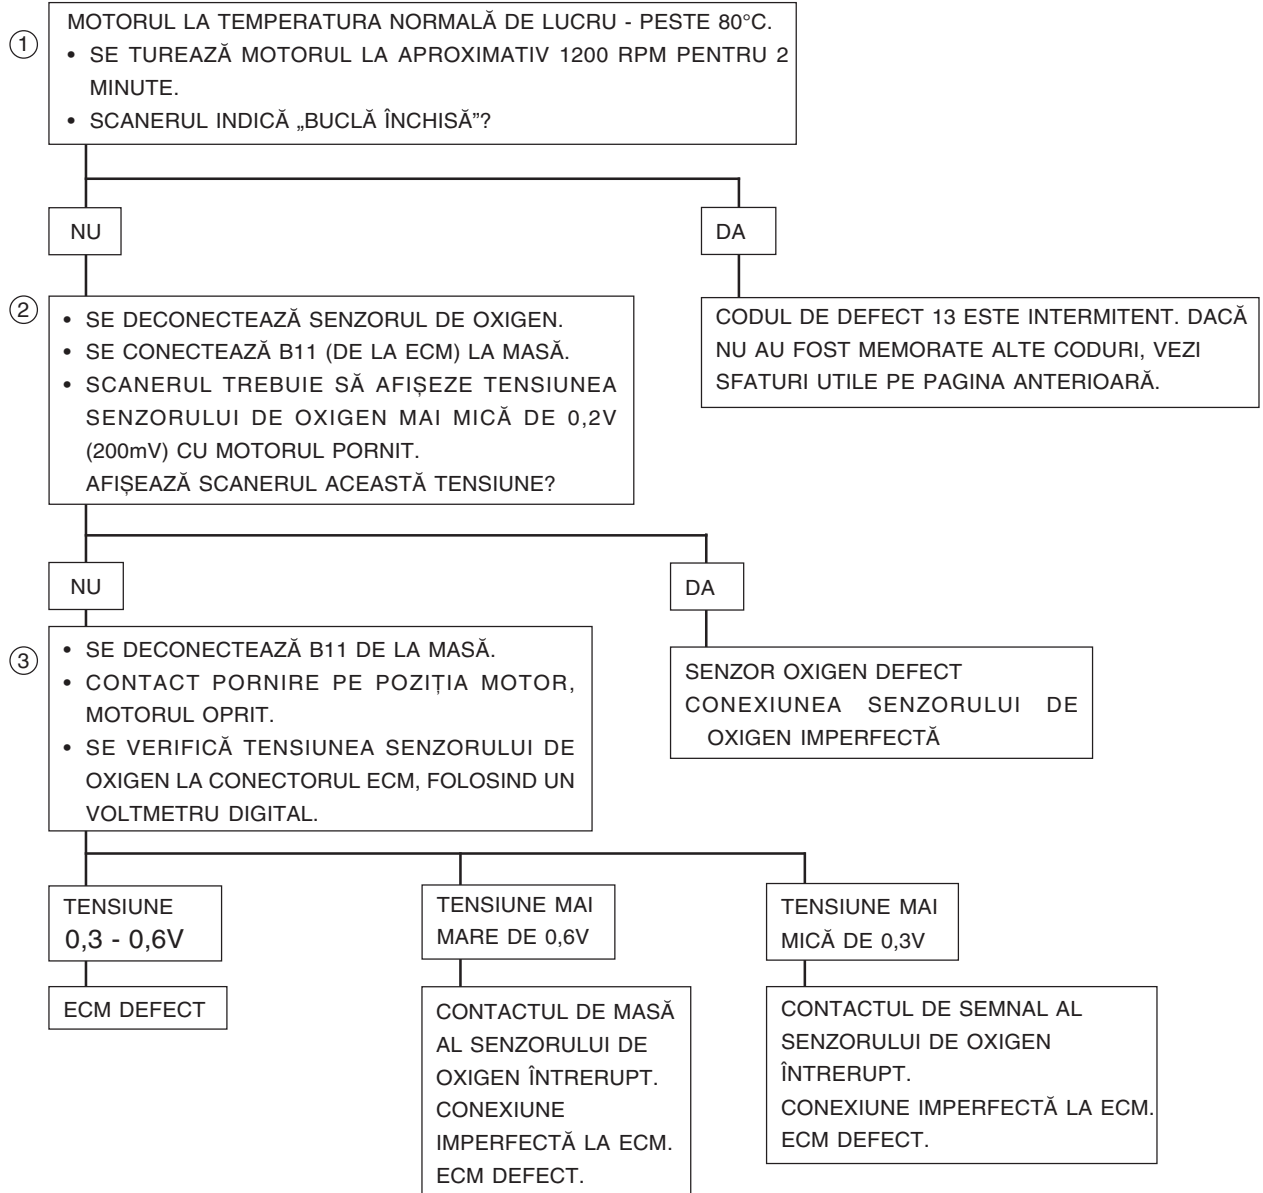 1
MOTORUL LA TEMPERATURA NORMALĂ DE LUCRU - PESTE 80°C.
• SE TUREAZĂ MOTORUL LA APROXIMATIV 1200 RPM PENTRU 2
MINUTE.
• SCANERUL INDICĂ „BUCLĂ ÎNCHISĂ”?
NU
DA
2
• SE DECONECTEAZĂ SENZORUL DE OXIGEN.
• SE CONECTEAZĂ B11 (DE LA ECM) LA MASĂ.
• SCANERUL TREBUIE SĂ AFIȘEZE TENSIUNEA
SENZORULUI DE OXIGEN MAI MICĂ DE 0,2V
(200mV) CU MOTORUL PORNIT.
AFIȘEAZĂ SCANERUL ACEASTĂ TENSIUNE?
CODUL DE DEFECT 13 ESTE INTERMITENT. DACĂ
NU AU FOST MEMORATE ALTE CODURI, VEZI
SFATURI UTILE PE PAGINA ANTERIOARĂ.
NU
DA
3
• SE DECONECTEAZĂ B11 DE LA MASĂ.
• CONTACT PORNIRE PE POZIȚIA MOTOR,
MOTORUL OPRIT.
• SE VERIFICĂ TENSIUNEA SENZORULUI DE
OXIGEN LA CONECTORUL ECM, FOLOSIND UN
VOLTMETRU DIGITAL.
SENZOR OXIGEN DEFECT
CONEXIUNEA SENZORULUI DE
OXIGEN IMPERFECTĂ
TENSIUNE
0,3 - 0,6V
TENSIUNE MAI
MARE DE 0,6V
TENSIUNE MAI
MICĂ DE 0,3V
ECM DEFECT
CONTACTUL DE MASĂ
AL SENZORULUI DE
OXIGEN ÎNTRERUPT.
CONEXIUNE
IMPERFECTĂ LA ECM.
ECM DEFECT.
CONTACTUL DE SEMNAL AL
SENZORULUI DE OXIGEN
ÎNTRERUPT.
CONEXIUNE IMPERFECTĂ LA ECM.
ECM DEFECT.